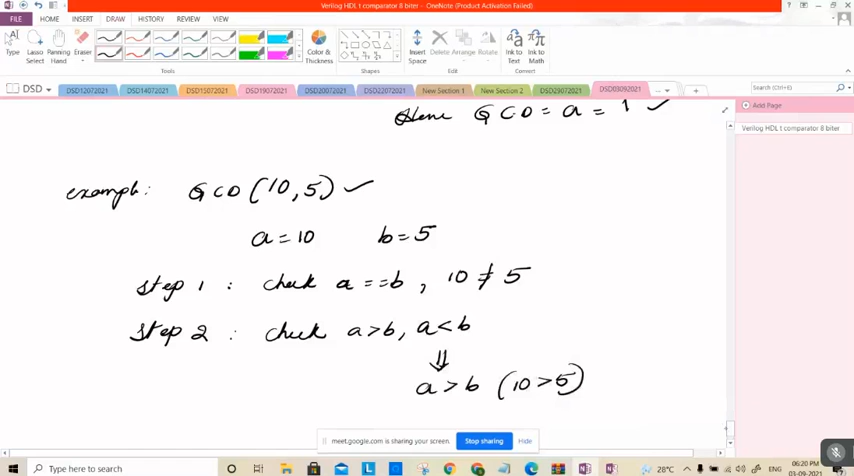 Verilog HDL t comparator 8 biter - OneNote (Product Activation Failed)
FILE HOME INSERT DRAW HISTORY REVIEW VIEW
Type Lasso Select Panning Hand Eraser Color & Thickness Insert Space Delete Arrange Rotate Ink to Text Ink to Math
Tools Shapes Edit Convert
DSD DSD12072021 DSD14072021 DSD15072021 DSD19072021 DSD20072021 DSD22072021 New Section 1 New Section 2 DSD29072021 DSD03092021 Search (Ctrl+E)
Add Page
Verilog HDL t comparator 8 biter
GCD = a = 1 ✓
example: GCD (10, 5) ✓
a = 10 b = 5
step 1 : check a == b , 10 ≠ 5
step 2 : check a > b, a < b
⇓
a > b (10 > 5)
meet.google.com is sharing your screen. Stop sharing Hide
Type here to search
28°C ENG 06:20 PM
03-09-2021